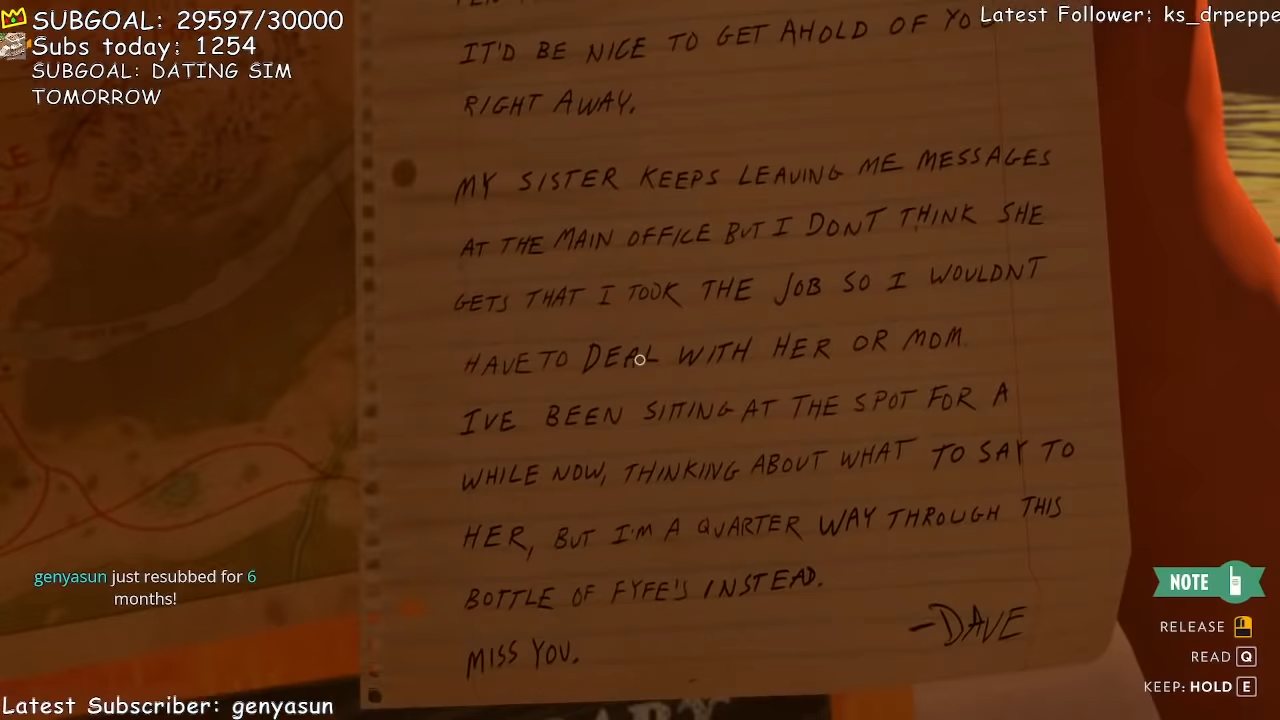 SUBGOAL: 29597/30000
Subs today: 1254
SUBGOAL: DATING SIM
TOMORROW
Latest Follower: ks_drpeppe
IT'D BE NICE TO GET AHOLD OF YO
RIGHT AWAY.
MY SISTER KEEPS LEAVING ME MESSAGES
AT THE MAIN OFFICE BUT I DONT THINK SHE
GETS THAT I TOOK THE JOB SO I WOULDNT
HAVE TO DEAL WITH HER OR MOM
I'VE BEEN SITTING AT THE SPOT FOR A
WHILE NOW, THINKING ABOUT WHAT TO SAY TO
HER, BUT I'M A QUARTER WAY THROUGH THIS
BOTTLE OF FYFE'S INSTEAD.
MISS YOU.
-DAVE
genyasun just resubbed for 6
months!
NOTE
RELEASE
READ Q
KEEP: HOLD E
Latest Subscriber: genyasun